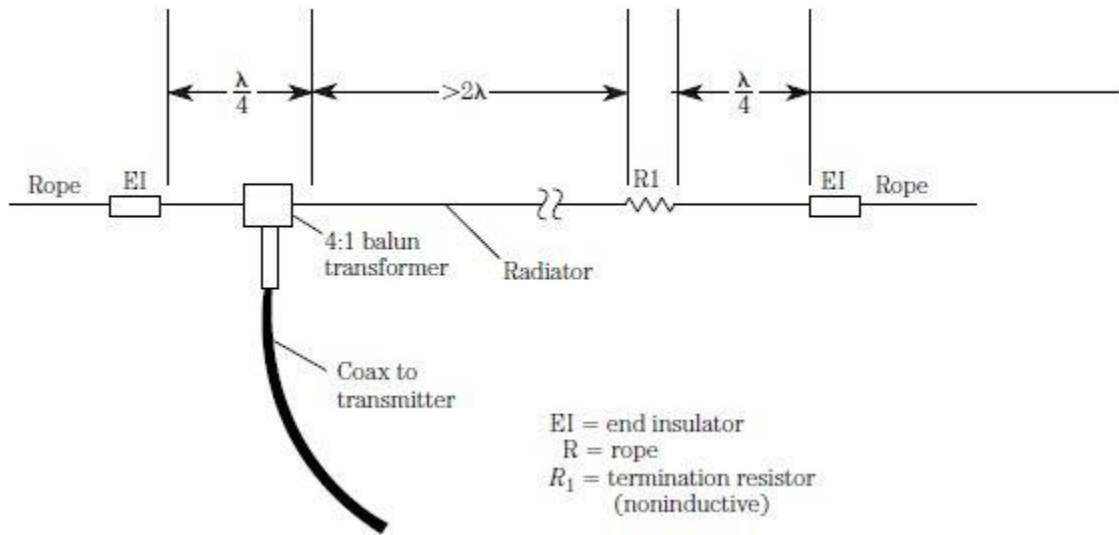 λ/4
>2λ
λ/4
Rope
EI
R1
EI
Rope
4:1 balun
transformer
Radiator
Coax to
transmitter
EI = end insulator
R = rope
R1 = termination resistor
(noninductive)